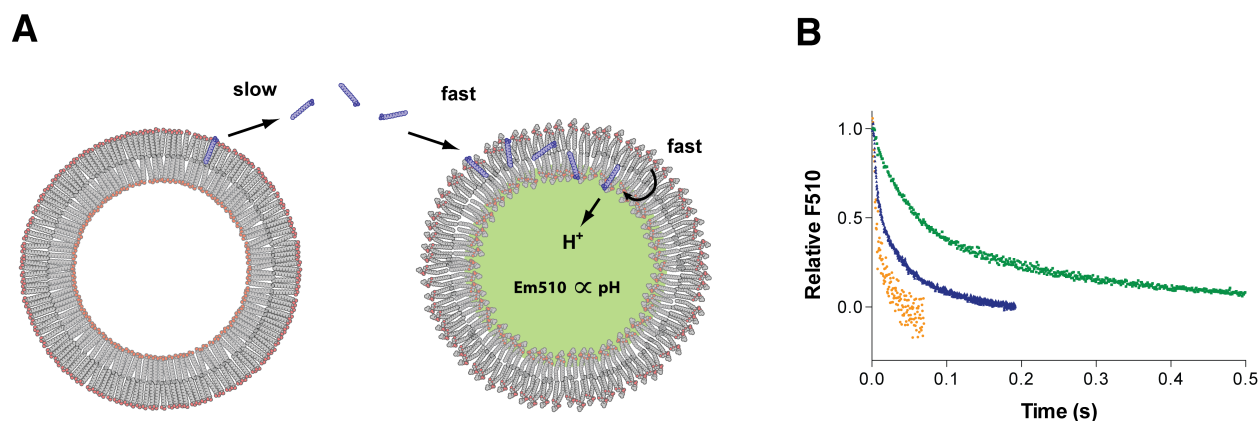 A
slow
fast
fast
H+
Em510 ∝ pH
B
Relative F510
1.0
0.5
0.0
0.0 0.1 0.2 0.3 0.4 0.5
Time (s)